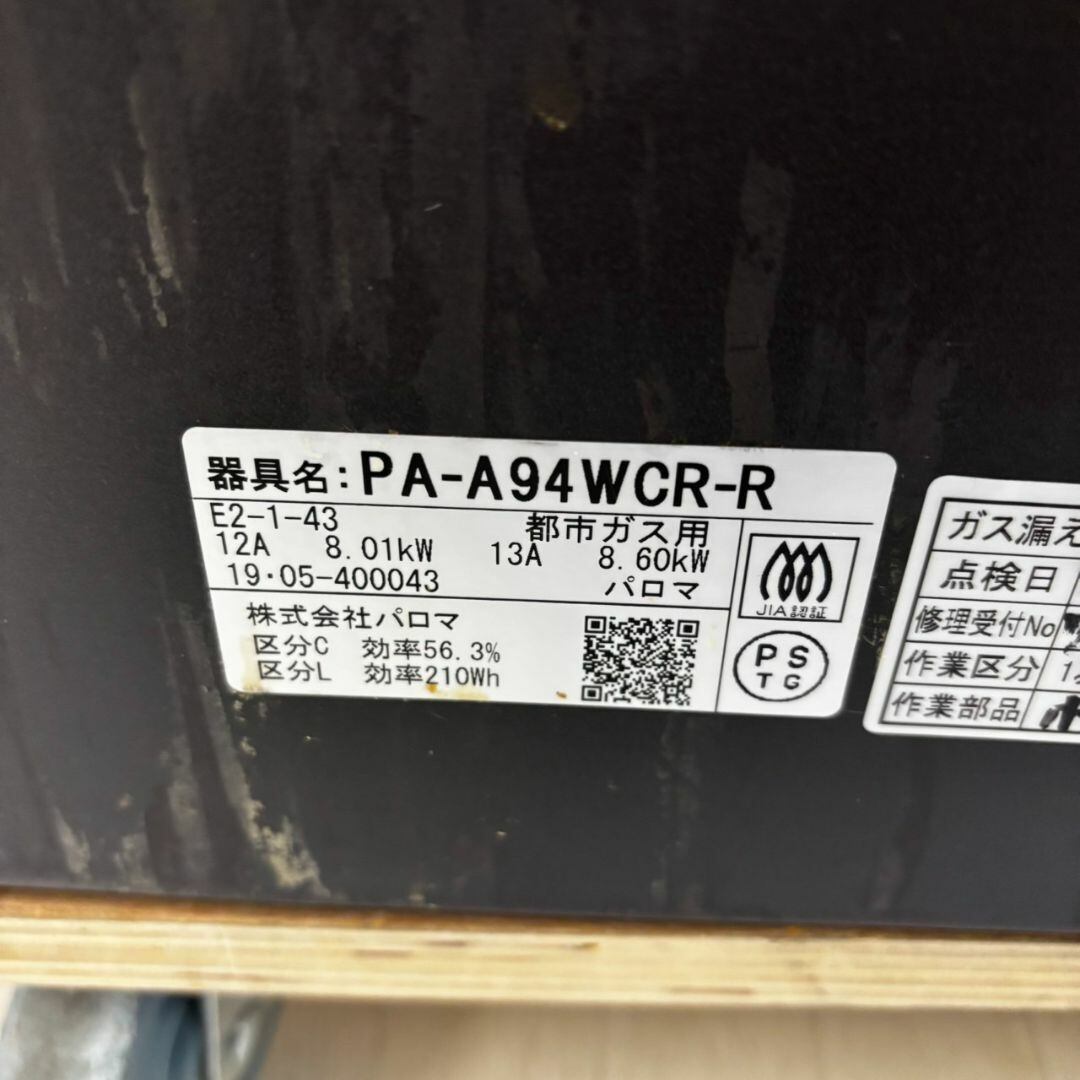 器具名:PA-A94WCR-R
E2-1-43 都市ガス用
12A 8.01kW 13A 8.60kW
19・05-400043 パロマ
株式会社パロマ
区分C 効率56.3%
区分L 効率210Wh
JIA認証
PS
TG
ガス漏え
点検日
修理受付No
作業区分 1
作業部品